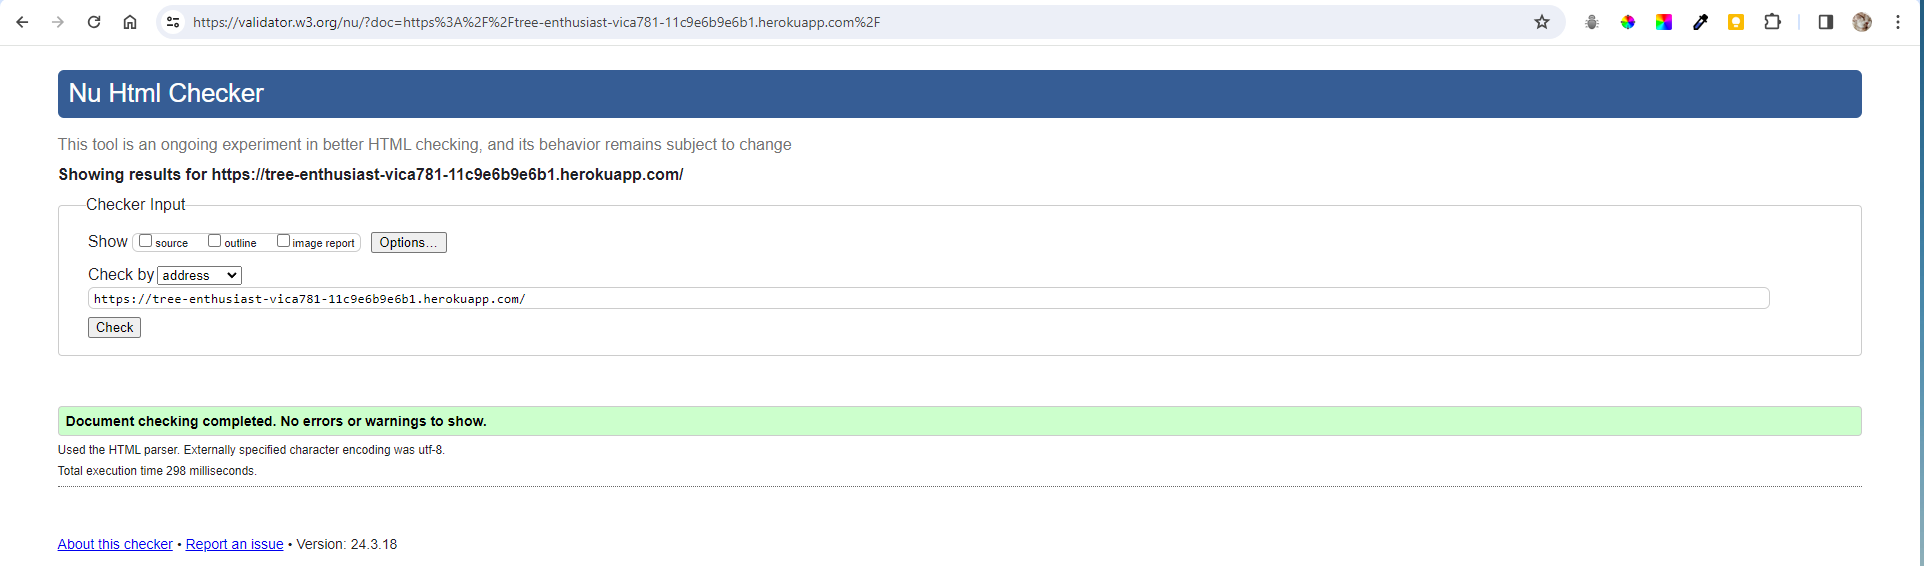 https://validator.w3.org/nu/?doc=https%3A%2F%2Ftree-enthusiast-vica781-11c9e6b9e6b1.herokuapp.com%2F
Nu Html Checker
This tool is an ongoing experiment in better HTML checking, and its behavior remains subject to change
Showing results for https://tree-enthusiast-vica781-11c9e6b9e6b1.herokuapp.com/
Checker Input
Show source outline image report Options...
Check by address
https://tree-enthusiast-vica781-11c9e6b9e6b1.herokuapp.com/
Check
Document checking completed. No errors or warnings to show.
Used the HTML parser. Externally specified character encoding was utf-8.
Total execution time 298 milliseconds.
About this checker • Report an issue • Version: 24.3.18